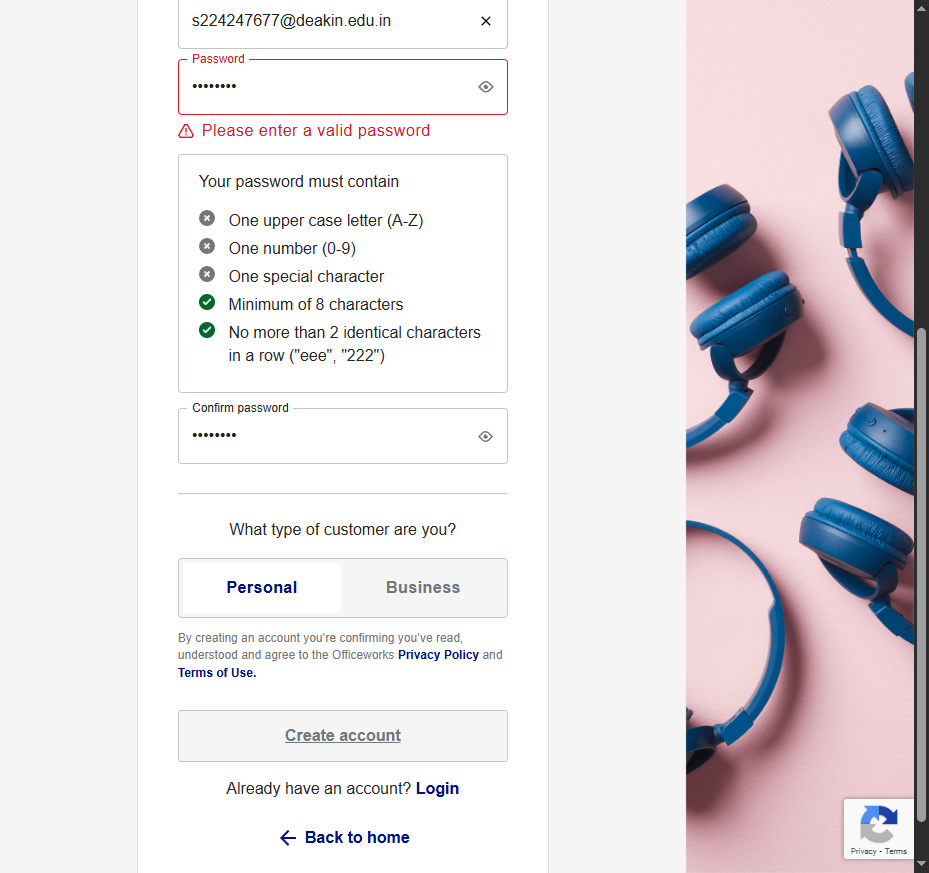 s224247677@deakin.edu.in
Password
••••••••
Please enter a valid password
Your password must contain
One upper case letter (A-Z)
One number (0-9)
One special character
Minimum of 8 characters
No more than 2 identical characters
in a row ("eee", "222")
Confirm password
••••••••
What type of customer are you?
Personal
Business
By creating an account you’re confirming you’ve read,
understood and agree to the Officeworks Privacy Policy and
Terms of Use.
Create account
Already have an account? Login
Back to home
Privacy - Terms